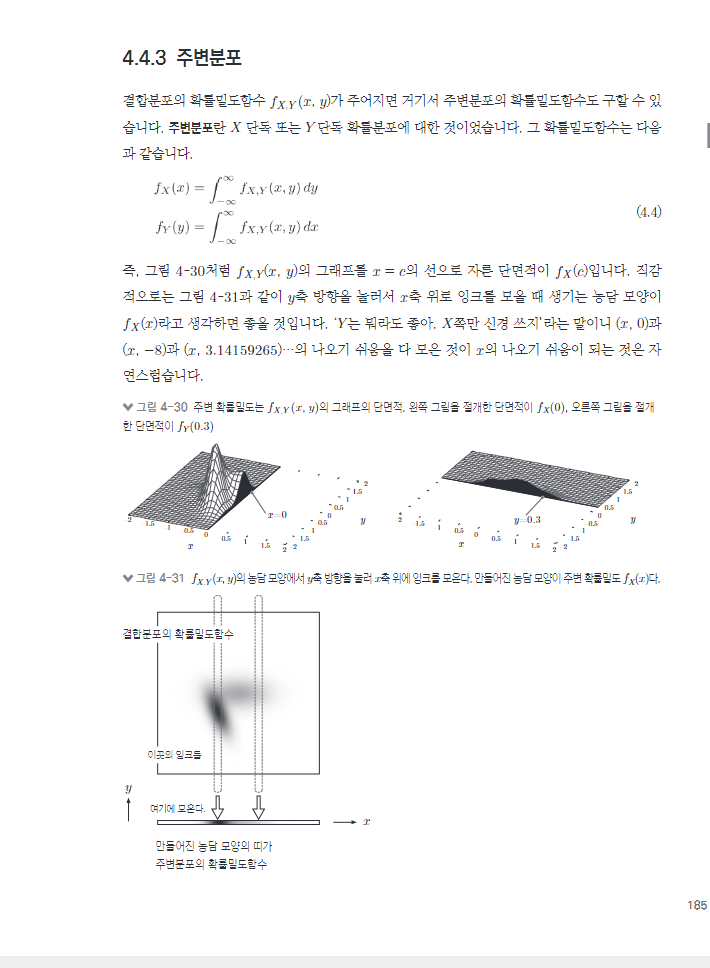 4.4.3 주변분포
결합분포의 확률밀도함수 f_{X,Y}(x, y)가 주어지면 거기서 주변분포의 확률밀도함수도 구할 수 있
습니다. 주변분포란 X 단독 또는 Y 단독 확률분포에 대한 것이었습니다. 그 확률밀도함수는 다음
과 같습니다.
f_X(x) = ∫_{-∞}^{∞} f_{X,Y}(x, y) dy
f_Y(y) = ∫_{-∞}^{∞} f_{X,Y}(x, y) dx
(4.4)
즉, 그림 4-30처럼 f_{X,Y}(x, y)의 그래프를 x = c의 선으로 자른 단면적이 f_X(c)입니다. 직감
적으로는 그림 4-31과 같이 y축 방향을 눌러서 x축 위로 잉크를 모을 때 생기는 농담 모양이
f_X(x)라고 생각하면 좋을 것입니다. ‘Y는 뭐라도 좋아, X쪽만 신경 쓰지’라는 말이니 (x, 0)과
(x, −8)과 (x, 3.14159265)…의 나오기 쉬움을 다 모은 것이 x의 나오기 쉬움이 되는 것은 자
연스럽습니다.
그림 4-30 주변 확률밀도는 f_{X,Y}(x, y)의 그래프의 단면적. 왼쪽 그림을 절개한 단면적이 f_X(0), 오른쪽 그림을 절개
한 단면적이 f_Y(0.3)
x=0
2 1.5 1 0.5 0 0.5 1 1.5 2
x
2 1.5 1 0.5 0 0.5 1 1.5 2
y
y=0.3
2 1.5 1 0.5 0 0.5 1 1.5 2
x
2 1.5 1 0.5 0 0.5 1 1.5 2
y
그림 4-31 f_{X,Y}(x, y)의 농담 모양에서 y축 방향을 눌러 x축 위에 잉크를 모은다. 만들어진 농담 모양이 주변 확률밀도 f_X(x)다.
결합분포의 확률밀도함수
이곳의 잉크를
y
여기에 모은다.
x
만들어진 농담 모양의 띠가
주변분포의 확률밀도함수
185